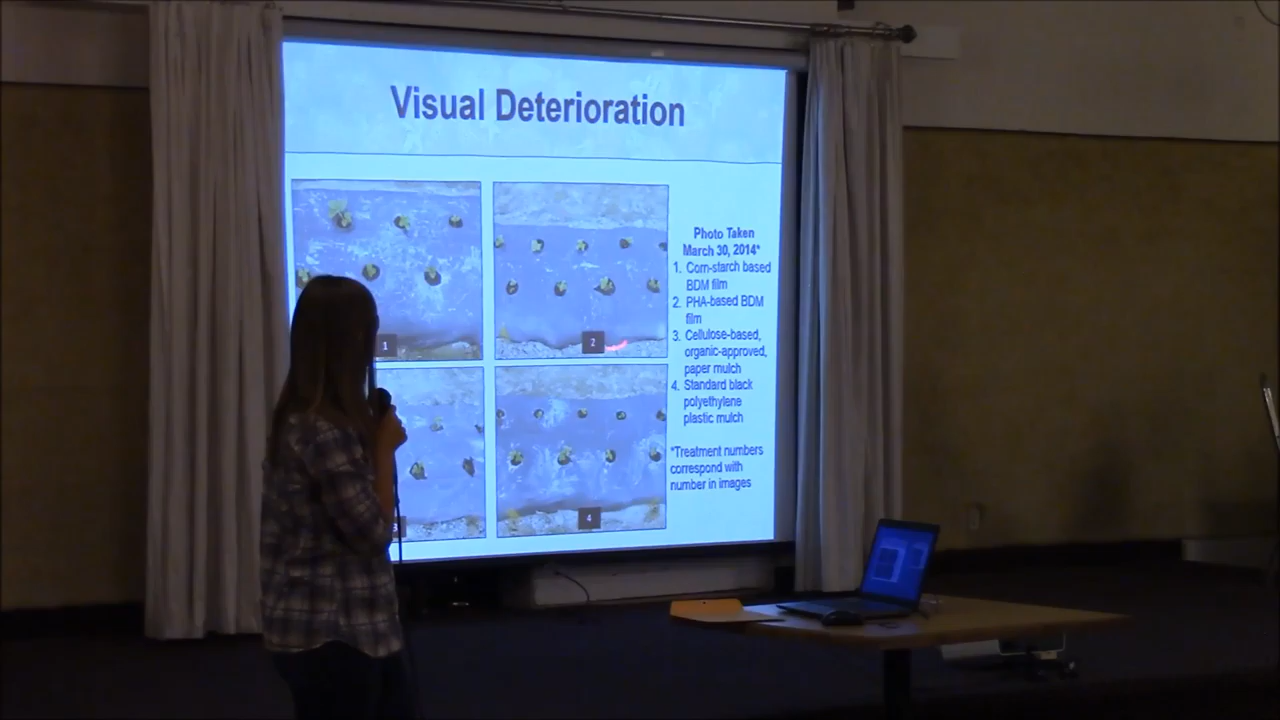 Visual Deterioration
Photo Taken
March 30, 2014*
1. Corn-starch based
BDM film
2. PHA-based BDM
film
3. Cellulose-based,
organic-approved,
paper mulch
4. Standard black
polyethylene
plastic mulch
*Treatment numbers
correspond with
number in images
1
2
3
4